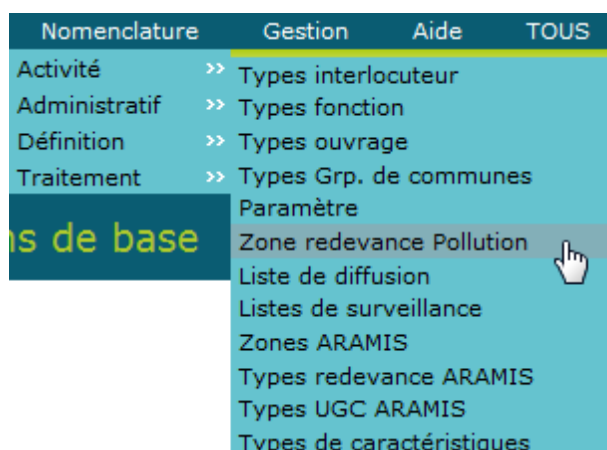 Nomenclature Gestion Aide TOUS
Activité >>
Administratif >>
Définition >>
Traitement >>
ns de base
Types interlocuteur
Types fonction
Types ouvrage
Types Grp. de communes
Paramètre
Zone redevance Pollution
Liste de diffusion
Listes de surveillance
Zones ARAMIS
Types redevance ARAMIS
Types UGC ARAMIS
Types de caractéristiques